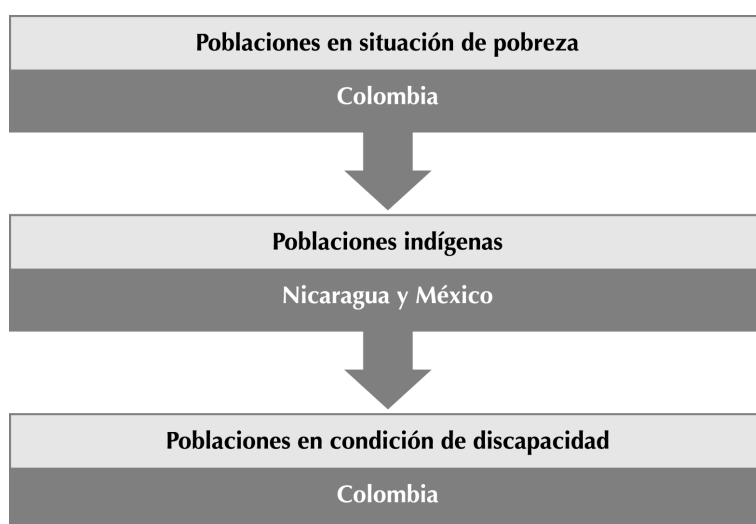 Poblaciones en situación de pobreza
Colombia
Poblaciones indígenas
Nicaragua y México
Poblaciones en condición de discapacidad
Colombia